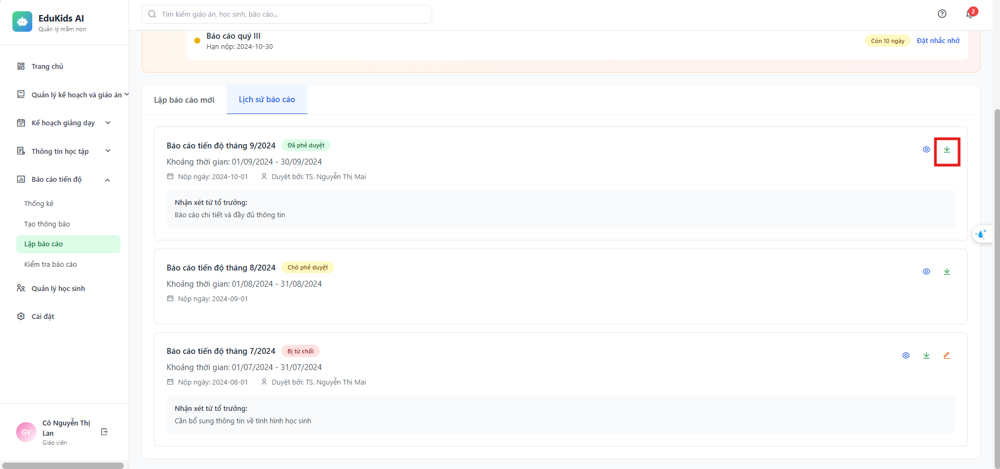 EduKids AI
Quản lý mầm non
Tìm kiếm giáo án, học sinh, báo cáo...
2
Trang chủ
Quản lý kế hoạch và giáo án
Kế hoạch giảng dạy
Thông tin học tập
Báo cáo tiến độ
Thống kê
Tạo thông báo
Lập báo cáo
Kiểm tra báo cáo
Quản lý học sinh
Cài đặt
GV
Cô Nguyễn Thị
Lan
Giáo viên
Báo cáo quý III
Hạn nộp: 2024-10-30
Còn 10 ngày
Đặt nhắc nhở
Lập báo cáo mới
Lịch sử báo cáo
Báo cáo tiến độ tháng 9/2024
Đã phê duyệt
Khoảng thời gian: 01/09/2024 - 30/09/2024
Nộp ngày: 2024-10-01
Duyệt bởi: TS. Nguyễn Thị Mai
Nhận xét từ tổ trưởng:
Báo cáo chi tiết và đầy đủ thông tin
Báo cáo tiến độ tháng 8/2024
Chờ phê duyệt
Khoảng thời gian: 01/08/2024 - 31/08/2024
Nộp ngày: 2024-09-01
Báo cáo tiến độ tháng 7/2024
Bị từ chối
Khoảng thời gian: 01/07/2024 - 31/07/2024
Nộp ngày: 2024-08-01
Duyệt bởi: TS. Nguyễn Thị Mai
Nhận xét từ tổ trưởng:
Cần bổ sung thông tin về tình hình học sinh